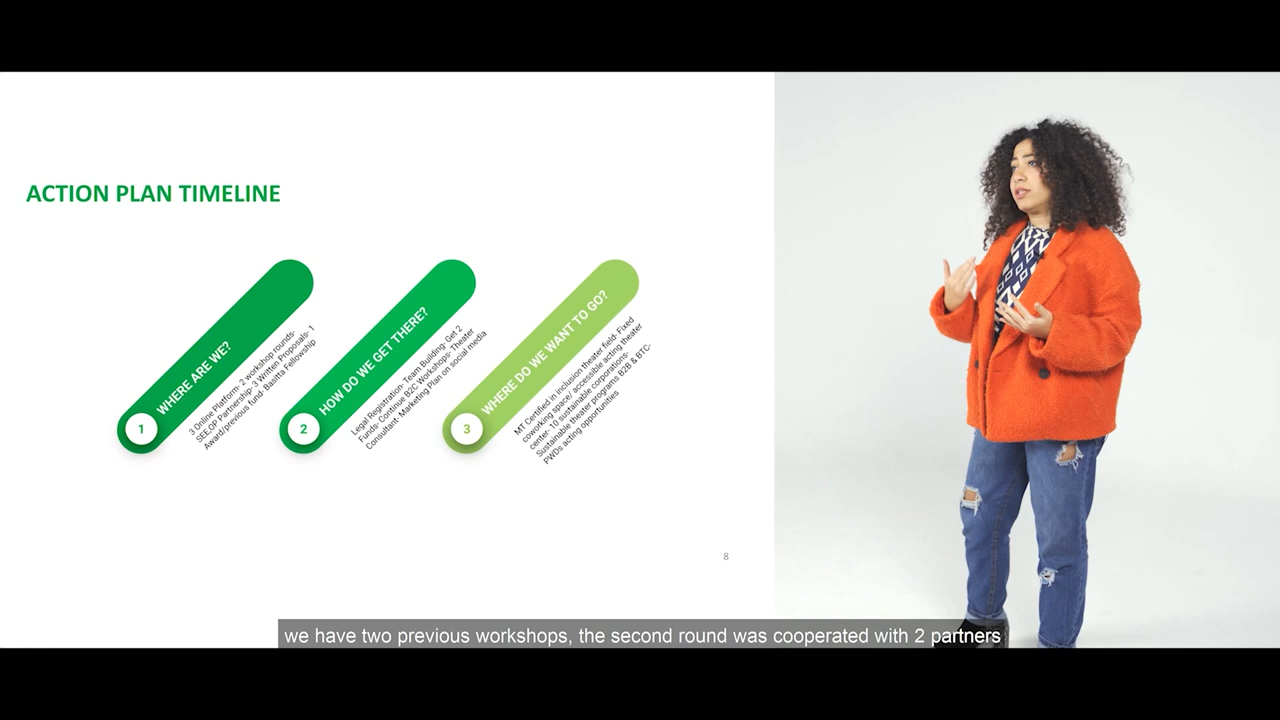 ACTION PLAN TIMELINE
1
WHERE ARE WE?
3 Online Platform- 2 workshop rounds-
SEE OP Partnership- 3 Written Proposals- 1
Award/previous fund- Basitta Fellowship
2
HOW DO WE GET THERE?
Legal Registration- Team Building- Get 2
Funds- Continue B2C Workshops- Theater
Consultant- Marketing Plan on social media
3
WHERE DO WE WANT TO GO?
MT Certified in inclusion theater field- Fixed
coworking space/ accessible acting theater
center- 10 sustainable corporations-
Sustainable theater programs B2B & BTC-
PWDs acting opportunities
8
we have two previous workshops, the second round was cooperated with 2 partners